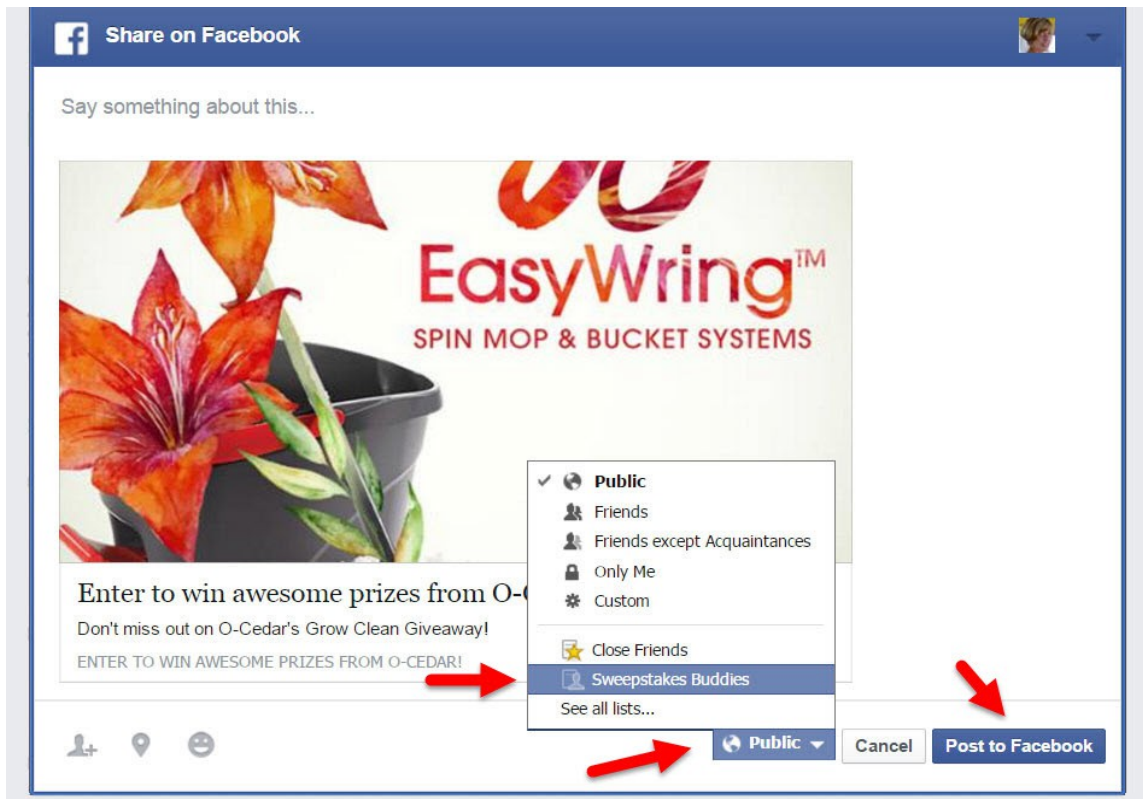 Share on Facebook
Say something about this...
EasyWring™
SPIN MOP & BUCKET SYSTEMS
Enter to win awesome prizes from O-
Don't miss out on O-Cedar's Grow Clean Giveaway!
ENTER TO WIN AWESOME PRIZES FROM O-CEDAR!
Public
Friends
Friends except Acquaintances
Only Me
Custom
Close Friends
Sweepstakes Buddies
See all lists...
Public
Cancel
Post to Facebook